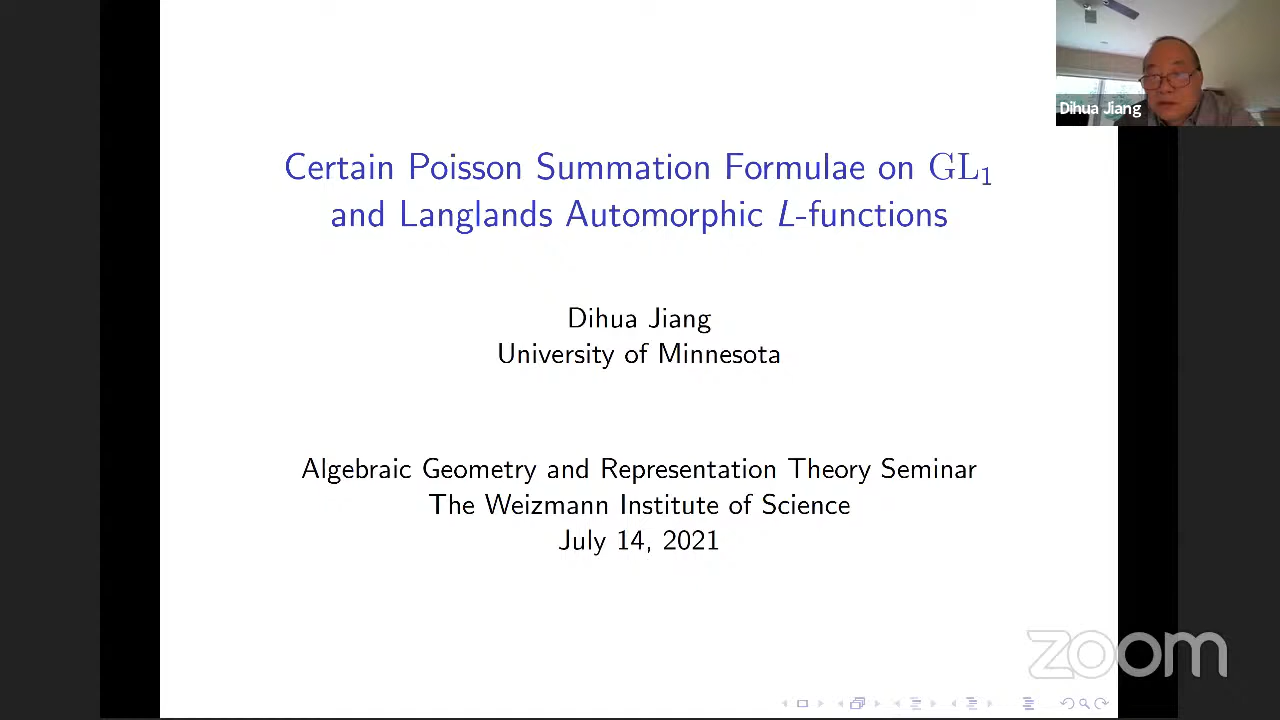 Dihua Jiang
Certain Poisson Summation Formulae on GL₁
and Langlands Automorphic L-functions
Dihua Jiang
University of Minnesota
Algebraic Geometry and Representation Theory Seminar
The Weizmann Institute of Science
July 14, 2021
zoom